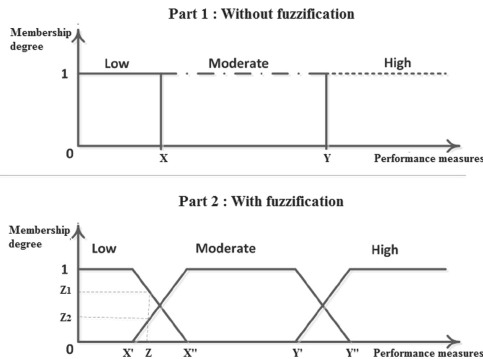 Part 1 : Without fuzzification
Membership
degree
Low
Moderate
High
1
0
X
Y
Performance measures
Part 2 : With fuzzification
Membership
degree
Low
Moderate
High
1
Z1
Z2
0
X'
Z
X"
Y'
Y"
Performance measures